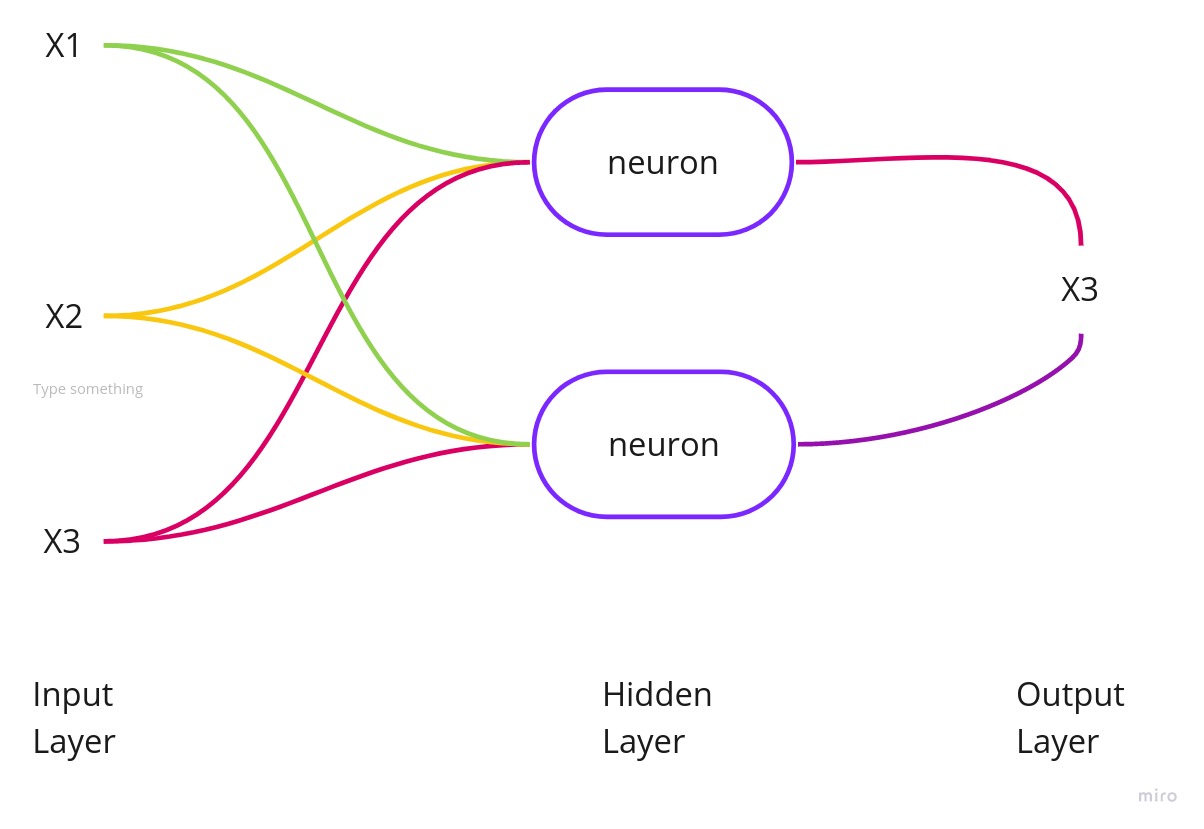 X1
neuron
X3
X2
Type something
neuron
X3
Input
Layer
Hidden
Layer
Output
Layer
miro